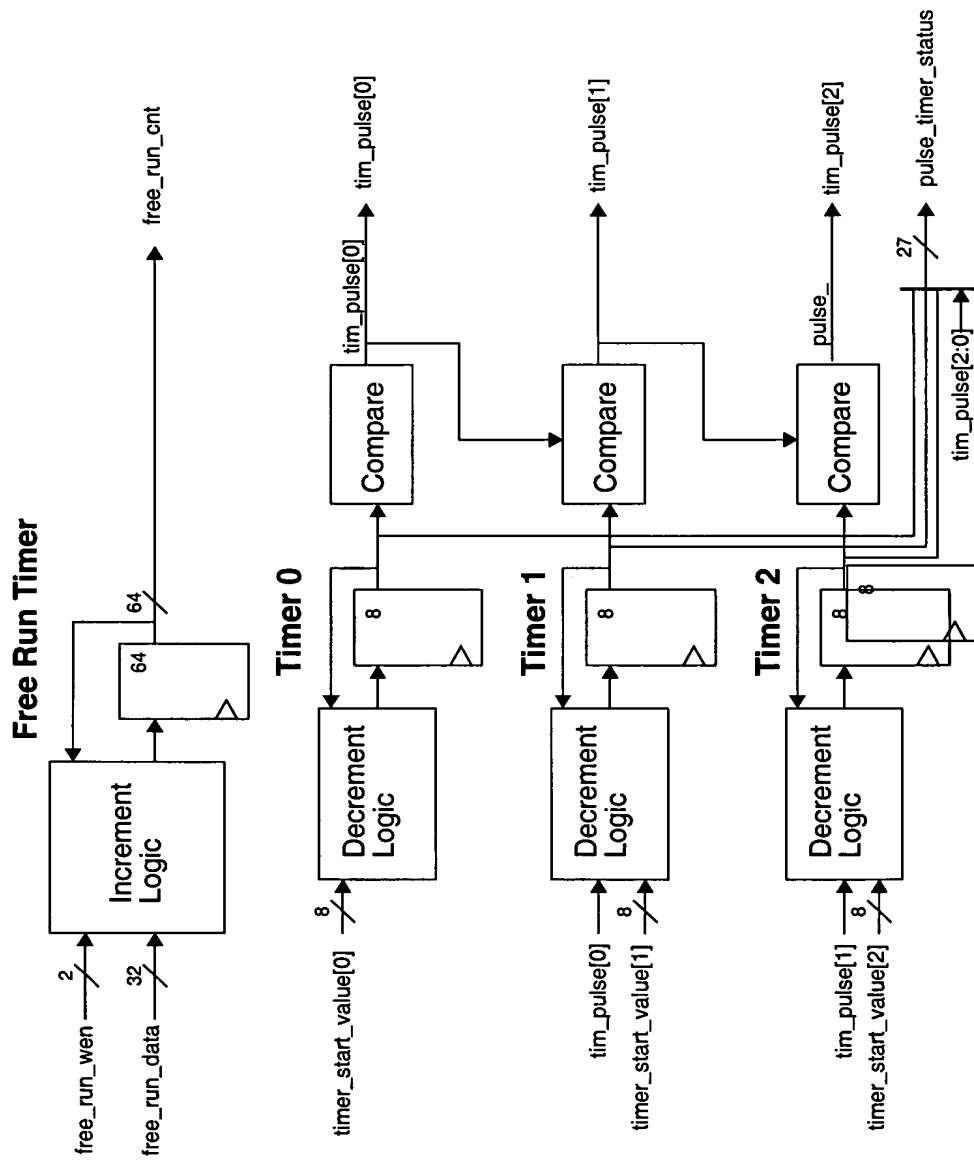 Free Run Timer
free_run_wen
2
free_run_data
32
Increment
Logic
64
64
free_run_cnt
Timer 0
timer_start_value[0]
8
Decrement
Logic
8
Compare
tim_pulse[0]
tim_pulse[0]
Timer 1
tim_pulse[0]
timer_start_value[1]
8
Decrement
Logic
8
Compare
tim_pulse[1]
Timer 2
tim_pulse[1]
timer_start_value[2]
8
Decrement
Logic
8
8
Compare
pulse_
tim_pulse[2]
27
pulse_timer_status
tim_pulse[2:0]